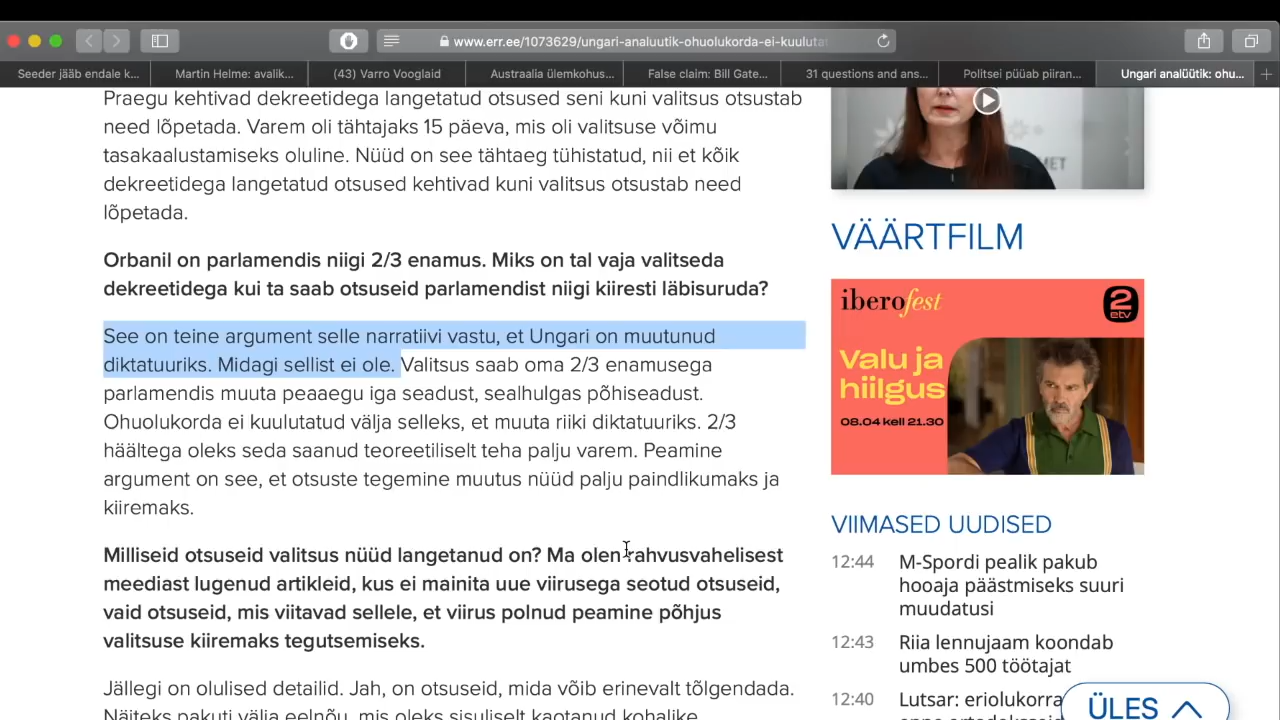 www.err.ee/1073629/ungari-analuutik-ohuolukorda-ei-kuulutat
Seeder jääb endale k...
Martin Helme: avalik...
(43) Varro Vooglaid
Austraalia ülemkohus...
False claim: Bill Gate...
31 questions and ans...
Politsei püüab piiran...
Ungari analüütik: ohu...
Praegu kehtivad dekreetidega langetatud otsused seni kuni valitsus otsustab
need lõpetada. Varem oli tähtajaks 15 päeva, mis oli valitsuse võimu
tasakaalustamiseks oluline. Nüüd on see tähtaeg tühistatud, nii et kõik
dekreetidega langetatud otsused kehtivad kuni valitsus otsustab need
lõpetada.
Orbanil on parlamendis niigi 2/3 enamus. Miks on tal vaja valitseda
dekreetidega kui ta saab otsuseid parlamendist niigi kiiresti läbisuruda?
See on teine argument selle narratiivi vastu, et Ungari on muutunud
diktatuuriks. Midagi sellist ei ole. Valitsus saab oma 2/3 enamusega
parlamendis muuta peaaegu iga seadust, sealhulgas põhiseadust.
Ohuolukorda ei kuulutatud välja selleks, et muuta riiki diktatuuriks. 2/3
häältega oleks seda saanud teoreetiliselt teha palju varem. Peamine
argument on see, et otsuste tegemine muutus nüüd palju paindlikumaks ja
kiiremaks.
Milliseid otsuseid valitsus nüüd langetanud on? Ma olen rahvusvahelisest
meediast lugenud artikleid, kus ei mainita uue viirusega seotud otsuseid,
vaid otsuseid, mis viitavad sellele, et viirus polnud peamine põhjus
valitsuse kiiremaks tegutsemiseks.
Jällegi on olulised detailid. Jah, on otsuseid, mida võib erinevalt tõlgendada.
Näiteks pakuti välja eelnõu, mis oleks sisuliselt kaotanud kohalike
MET
VÄÄRTFILM
iberofest
2
etv
Valu ja
hiilgus
08.04 kell 21.30
VIIMASED UUDISED
12:44 M-Spordi pealik pakub
hooaja päästmiseks suuri
muudatusi
12:43 Riia lennujaam koondab
umbes 500 töötajat
12:40 Lutsar: eriolukorra
ÜLES